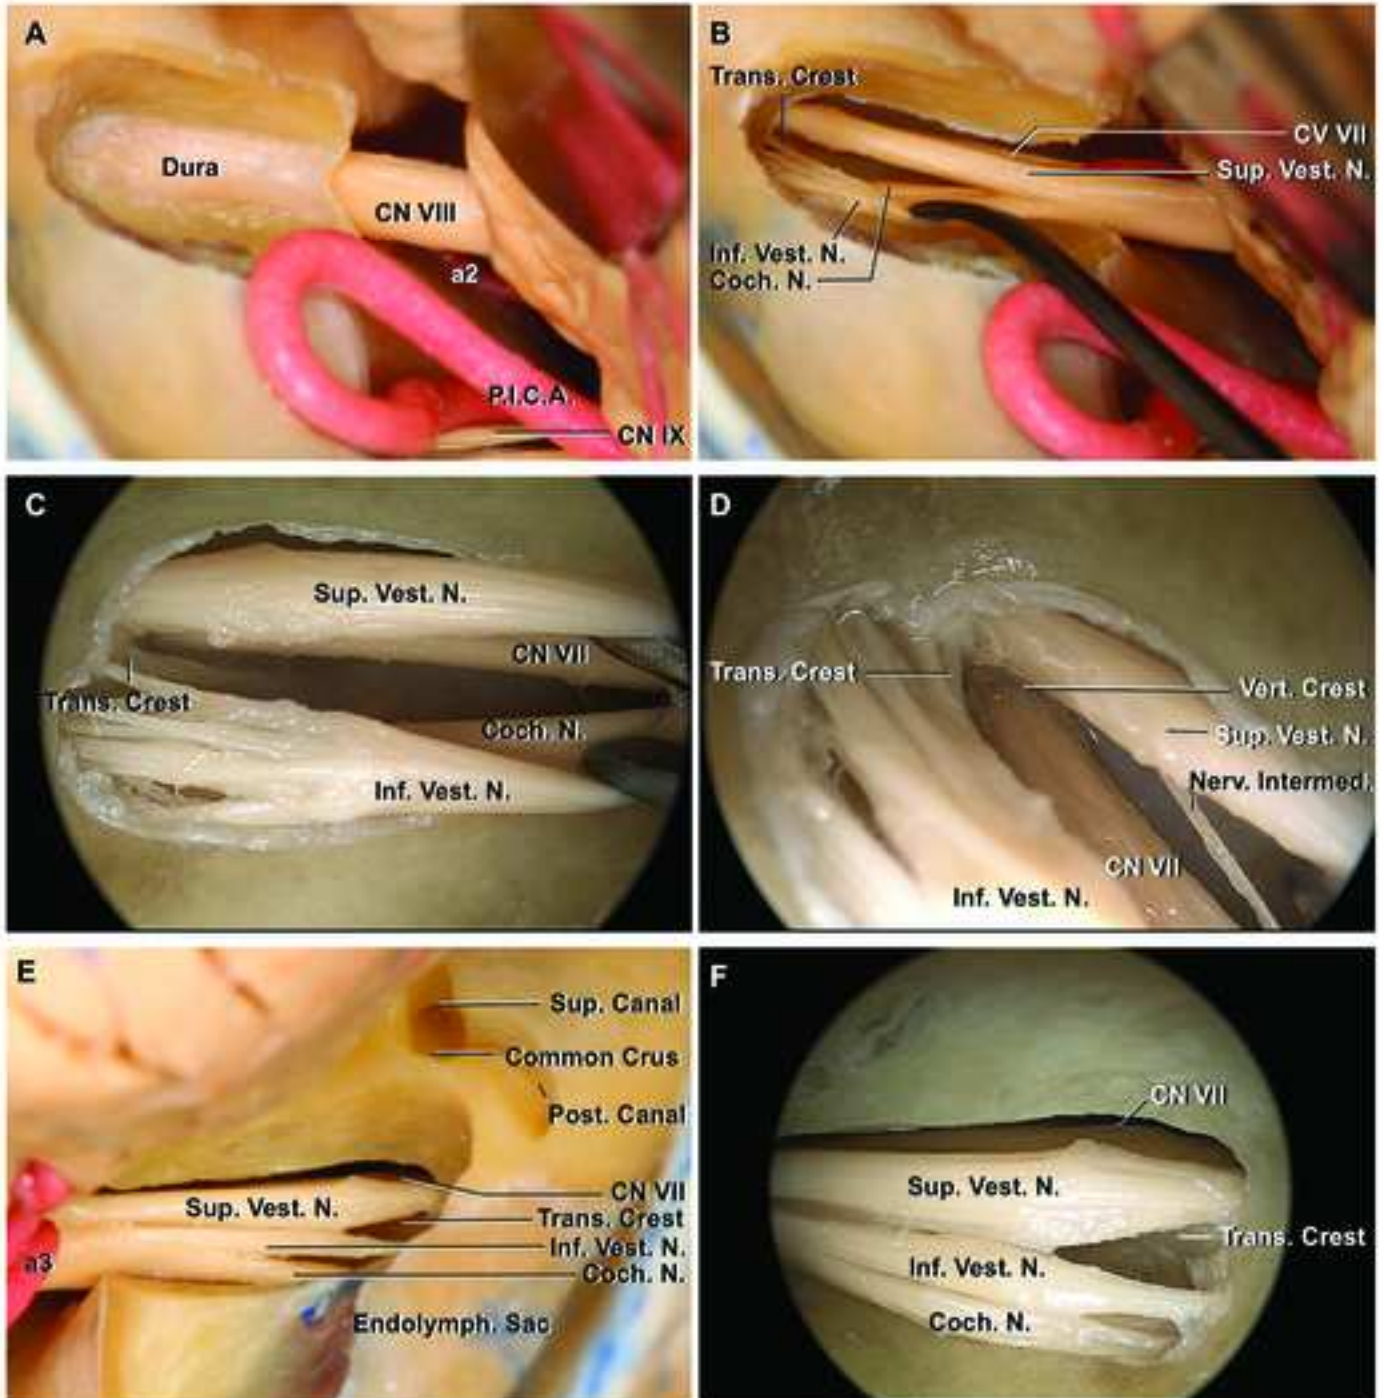 A
Dura
CN VIII
a2
P.I.C.A.
CN IX
B
Trans. Crest
CV VII
Sup. Vest. N.
Inf. Vest. N.
Coch. N.
C
Sup. Vest. N.
CN VII
Trans. Crest
Coch. N.
Inf. Vest. N.
D
Trans. Crest
Vert. Crest
Sup. Vest. N.
Nerv. Intermed.
CN VII
Inf. Vest. N.
E
Sup. Canal
Common Crus
Post. Canal
CN VII
Sup. Vest. N.
Trans. Crest
Inf. Vest. N.
a3
Coch. N.
Endolymph. Sac
F
CN VII
Sup. Vest. N.
Trans. Crest
Inf. Vest. N.
Coch. N.